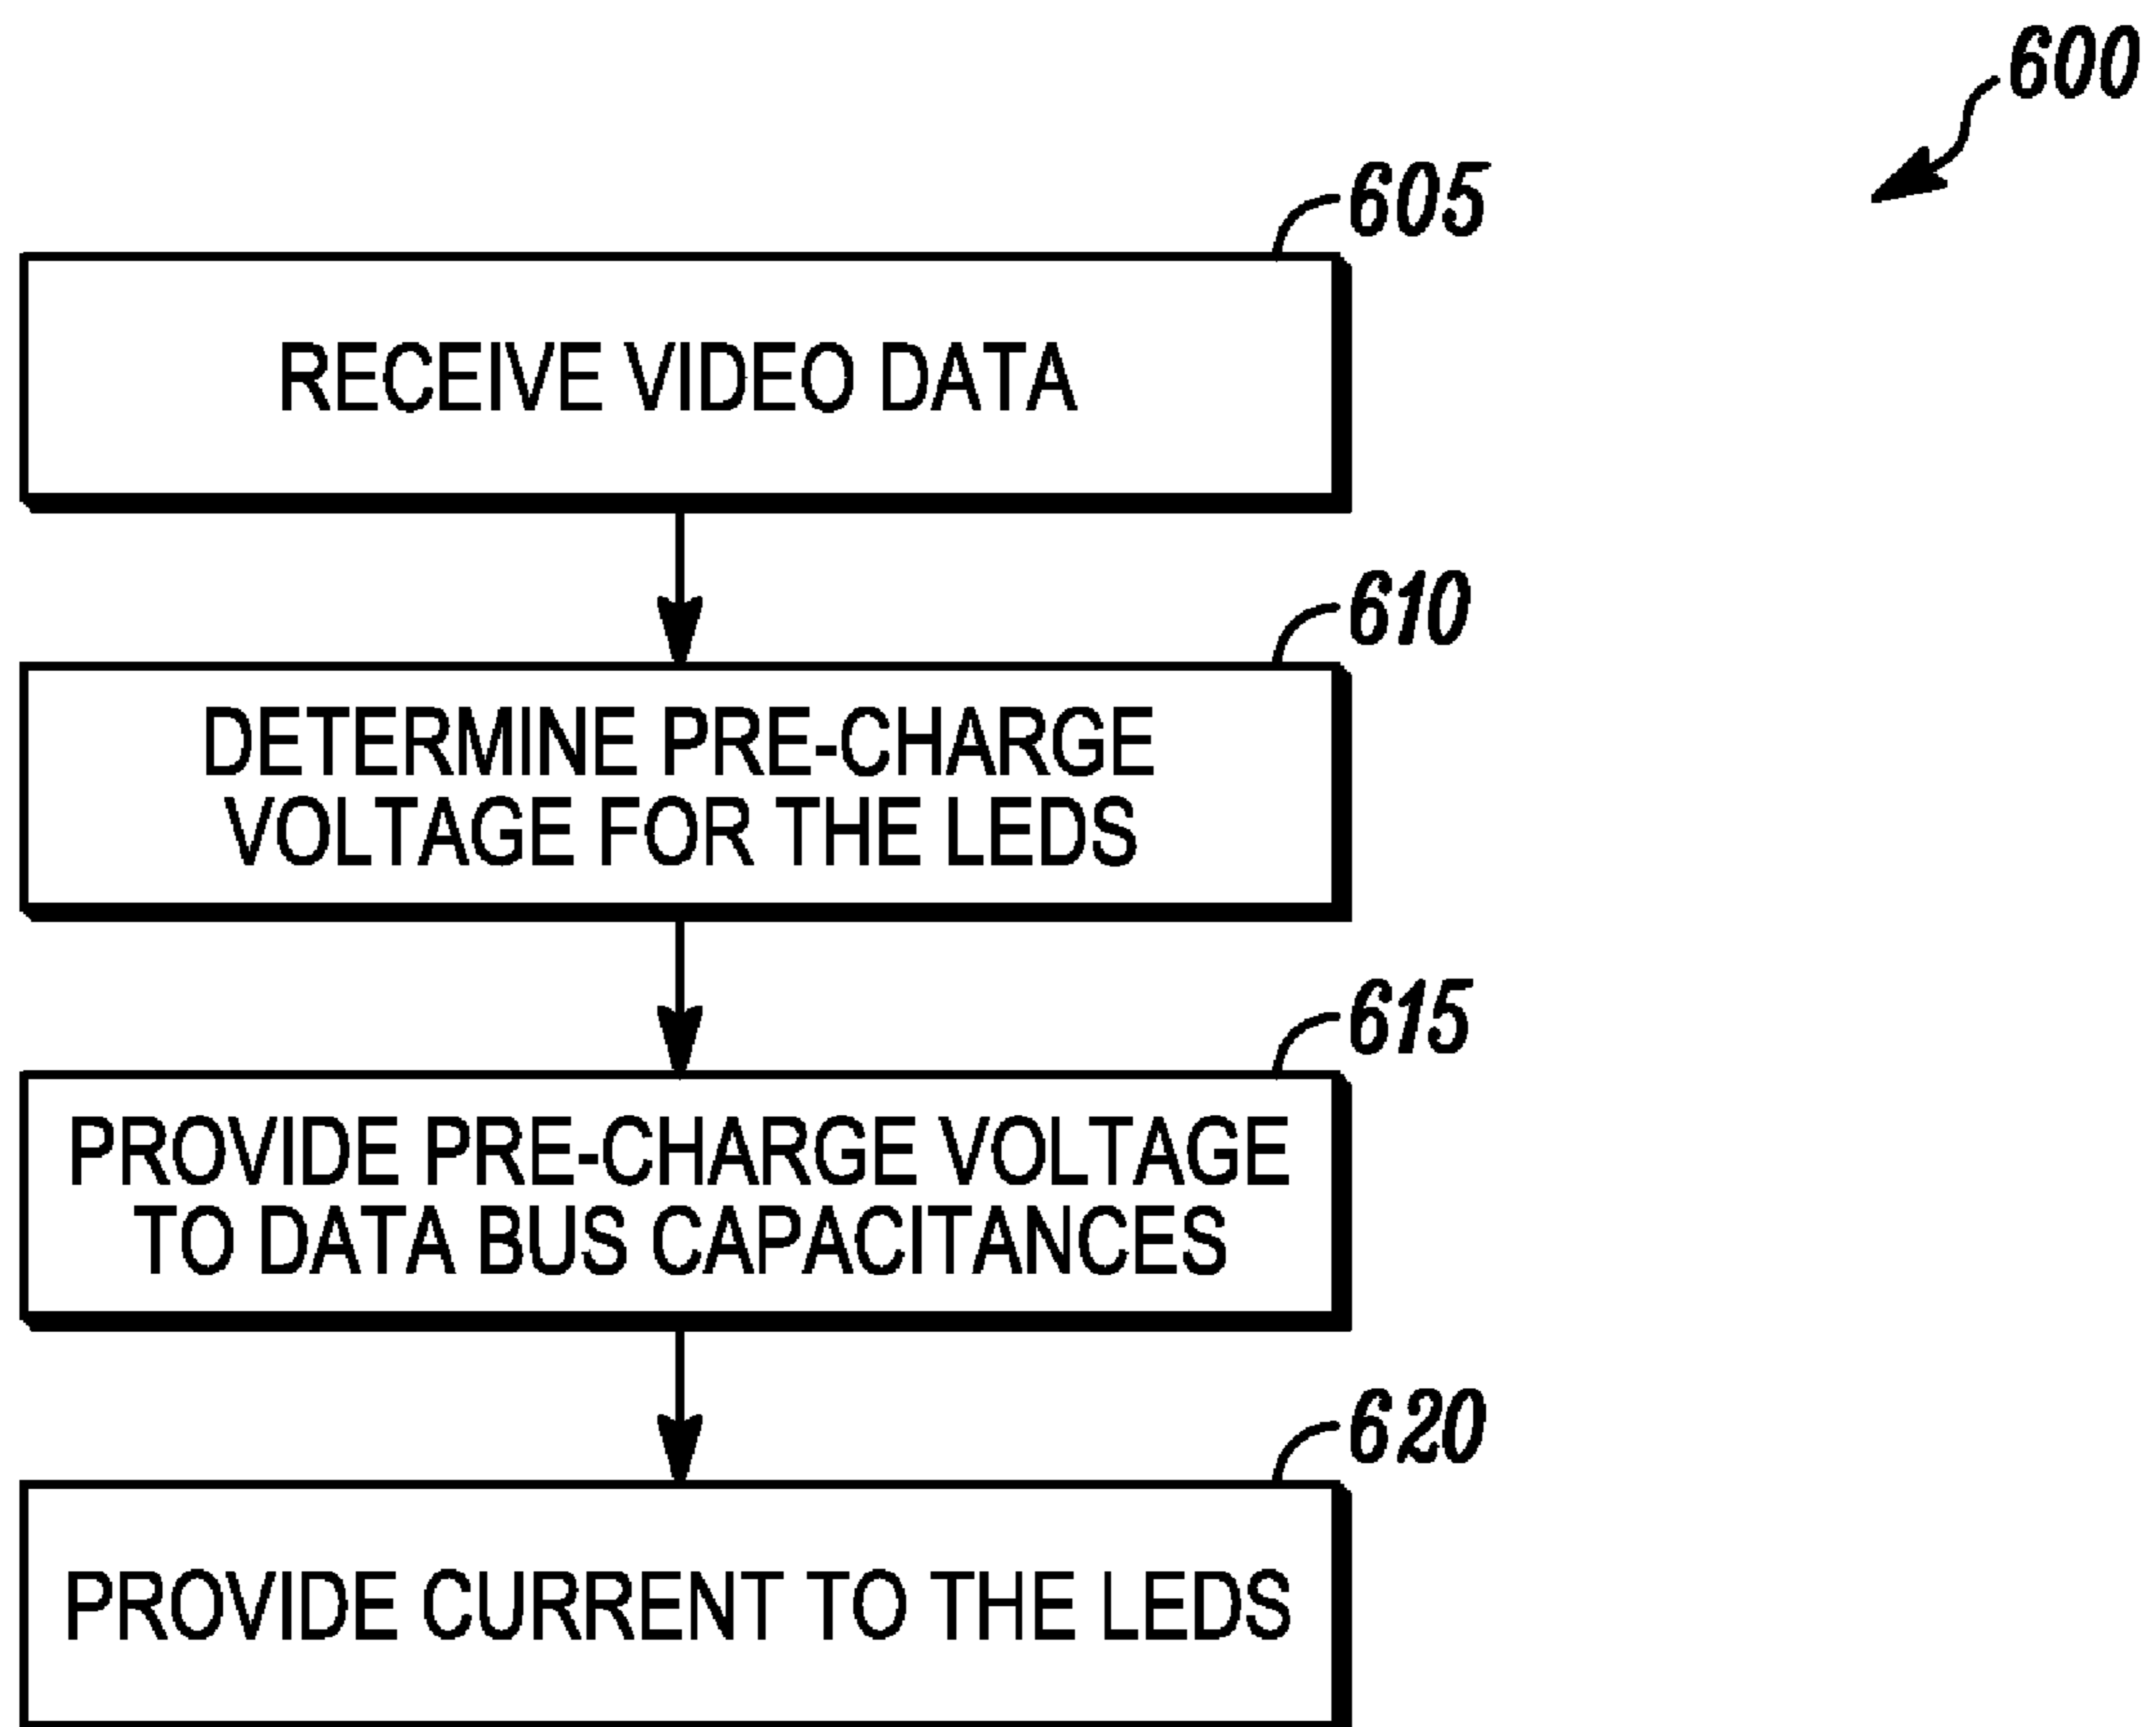 600
605
RECEIVE VIDEO DATA
610
DETERMINE PRE-CHARGE
VOLTAGE FOR THE LEDS
615
PROVIDE PRE-CHARGE VOLTAGE
TO DATA BUS CAPACITANCES
620
PROVIDE CURRENT TO THE LEDS